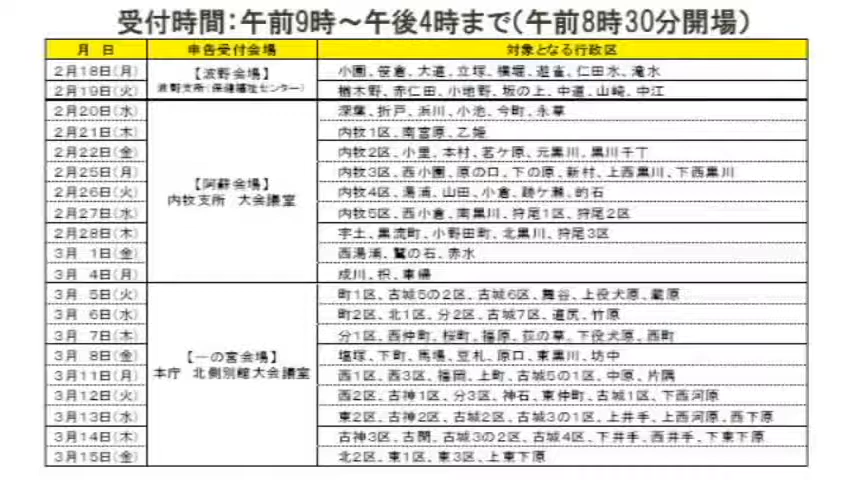 受付時間：午前9時～午後4時まで（午前8時30分開場）
月 日 申告受付会場 対象となる行政区
2月18日（月） 【波野会場】 小園、笹倉、大道、立塚、横堀、遊雀、仁田水、滝水
2月19日（火） 波野支所（保健福祉センター） 楢木野、赤仁田、小地野、坂の上、中道、山崎、中江
2月20日（水） 深葉、折戸、浜川、小池、今町、永草
2月21日（木） 内牧1区、南宮原、乙姫
2月22日（金） 内牧2区、小里、本村、茗ケ原、元黒川、黒川千丁
2月25日（月） 内牧3区、西小園、原の口、下の原、新村、上西黒川、下西黒川
2月26日（火） 【阿蘇会場】 内牧4区、湯浦、山田、小倉、跡ケ瀬、的石
2月27日（水） 内牧支所 大会議室 内牧5区、西小倉、南黒川、狩尾1区、狩尾2区
2月28日（木） 宇土、黒流町、小野田町、北黒川、狩尾3区
3月 1日（金） 西湯浦、鷲の石、赤水
3月 4日（月） 成川、折、車帰
3月 5日（火） 町1区、古城5の2区、古城6区、舞谷、上役犬原、蔵原
3月 6日（水） 町2区、北1区、分2区、古城7区、道尻、竹原
3月 7日（木） 分1区、西仲町、桜町、福原、荻の草、下役犬原、西町
3月 8日（金） 【一の宮会場】 塩塚、下町、馬場、豆札、原口、東黒川、坊中
3月11日（月） 本庁 北側別館大会議室 西1区、西3区、福岡、上町、古城5の1区、中原、片隅
3月12日（火） 西2区、古神1区、分3区、神石、東仲町、古城1区、下西河原
3月13日（水） 東2区、古神2区、古城2区、古城3の1区、上井手、上西河原、西下原
3月14日（木） 古神3区、古閑、古城3の2区、古城4区、下井手、西井手、下東下原
3月15日（金） 北2区、東1区、東3区、上東下原